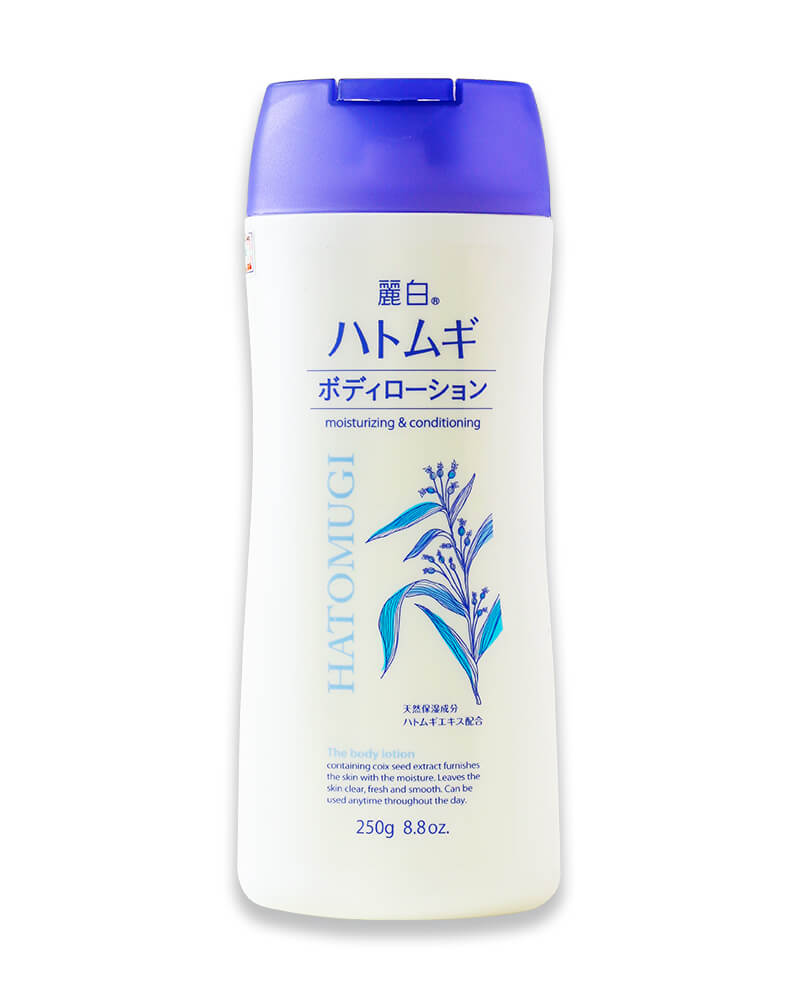 麗白®
ハトムギ
ボディローション
moisturizing & conditioning
HATOMUGI
天然保湿成分
ハトムギエキス配合
The body lotion
containing coix seed extract furnishes
the skin with the moisture. Leaves the
skin clear, fresh and smooth. Can be
used anytime throughout the day.
250g 8.8oz.